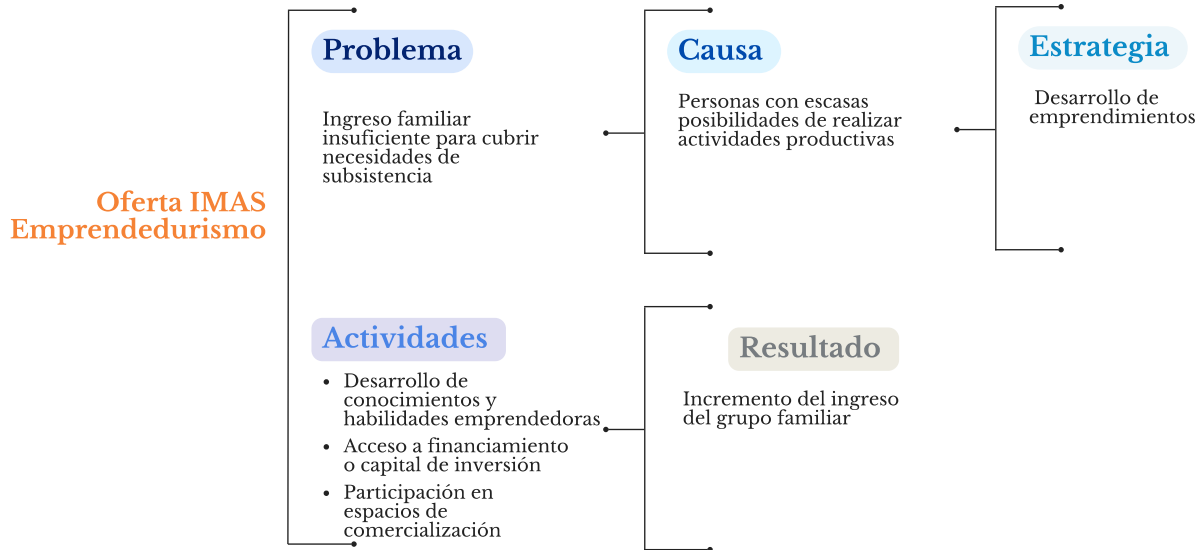 Oferta IMAS
Emprendedurismo
Problema
Ingreso familiar
insuficiente para cubrir
necesidades de
subsistencia
Causa
Personas con escasas
posibilidades de realizar
actividades productivas
Estrategia
Desarrollo de
emprendimientos
Actividades
• Desarrollo de
conocimientos y
habilidades emprendedoras
• Acceso a financiamiento
o capital de inversión
• Participación en
espacios de
comercialización
Resultado
Incremento del ingreso
del grupo familiar